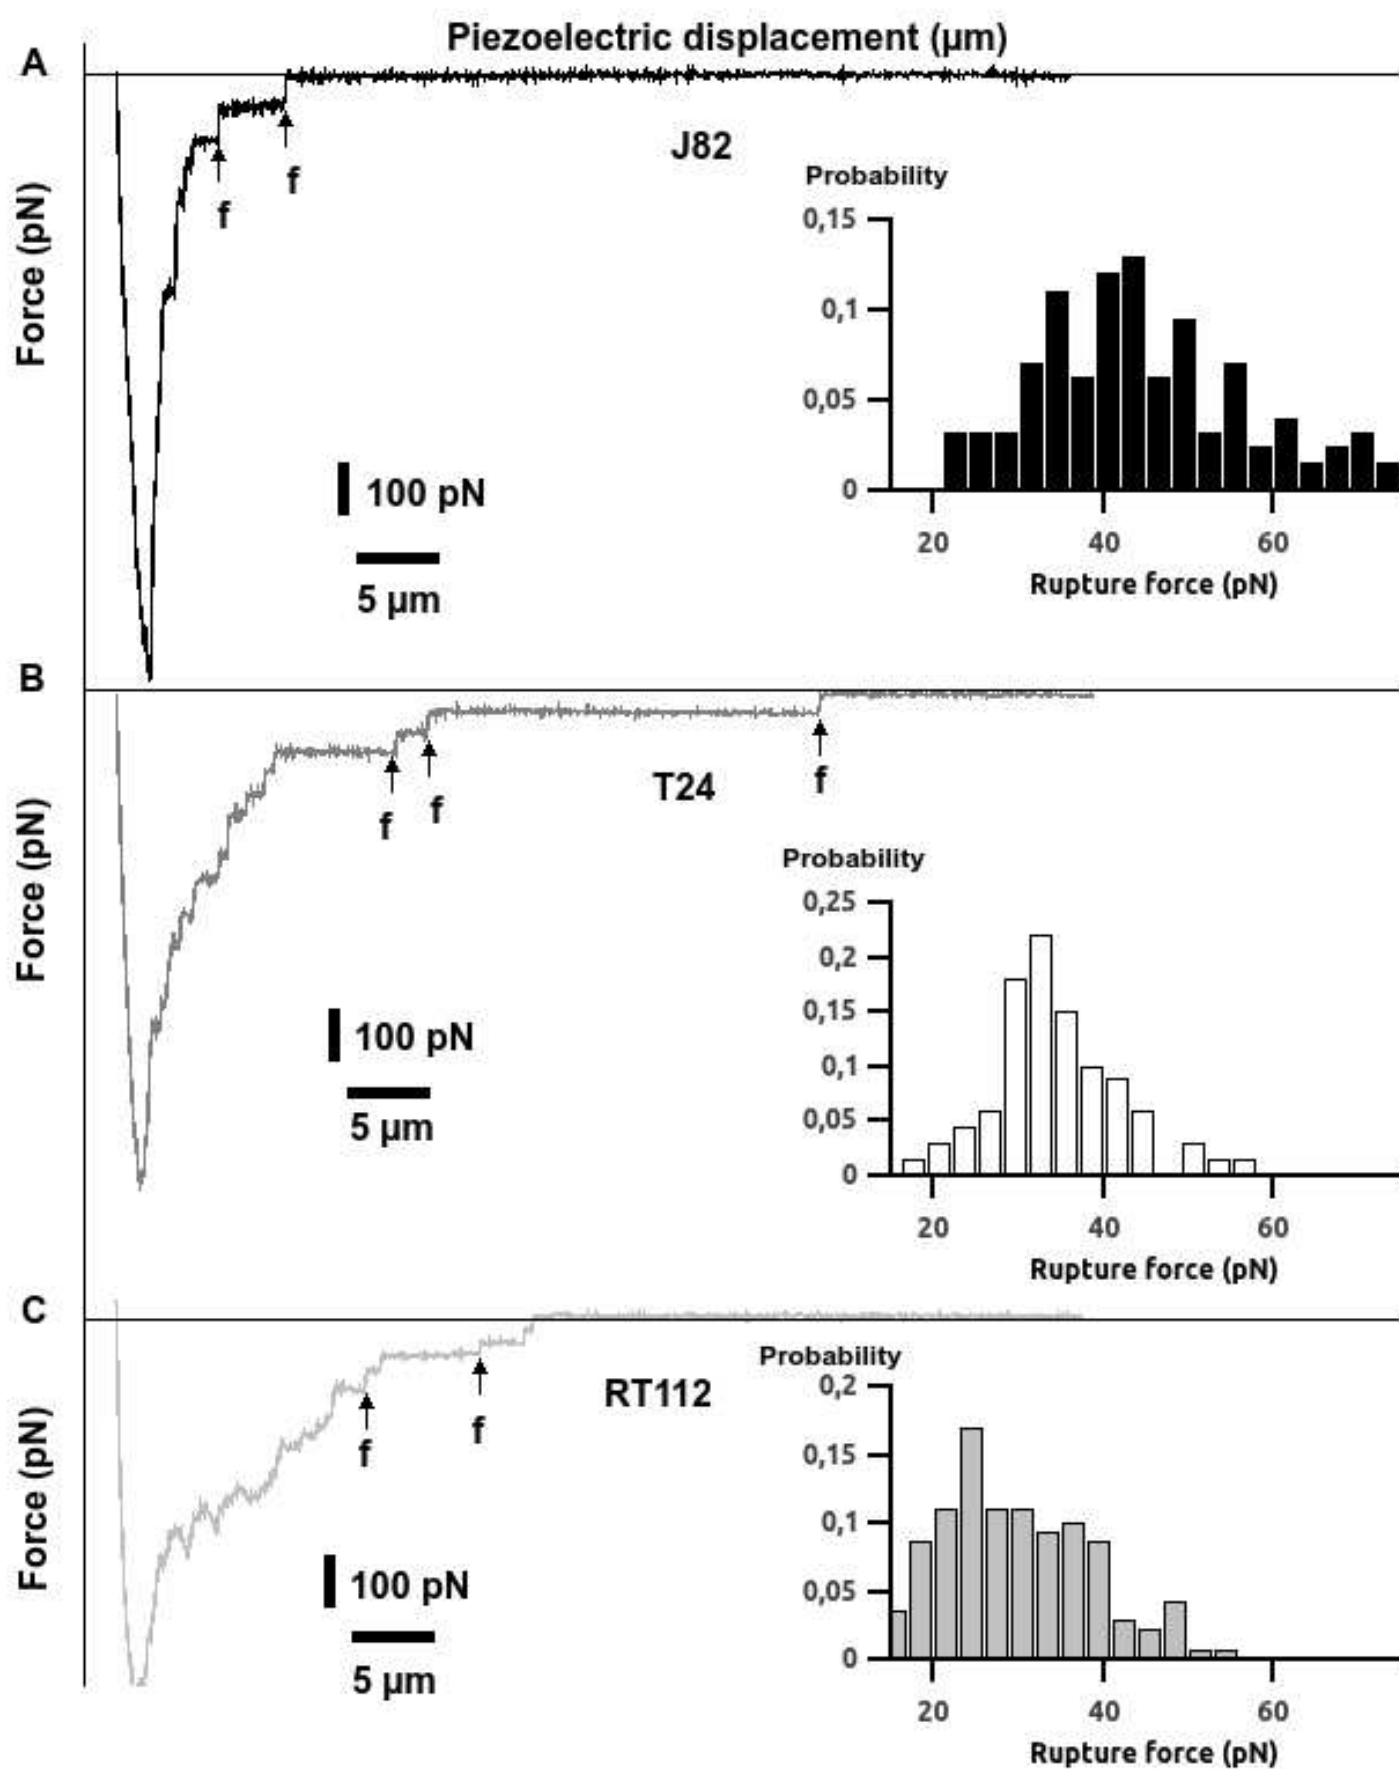 Piezoelectric displacement (µm)
A
Force (pN)
f
f
J82
100 pN
5 µm
Probability
0,15
0,1
0,05
0
20 40 60
Rupture force (pN)
B
Force (pN)
f
f
f
T24
100 pN
5 µm
Probability
0,25
0,2
0,15
0,1
0,05
0
20 40 60
Rupture force (pN)
C
Force (pN)
f
f
RT112
100 pN
5 µm
Probability
0,2
0,15
0,1
0,05
0
20 40 60
Rupture force (pN)